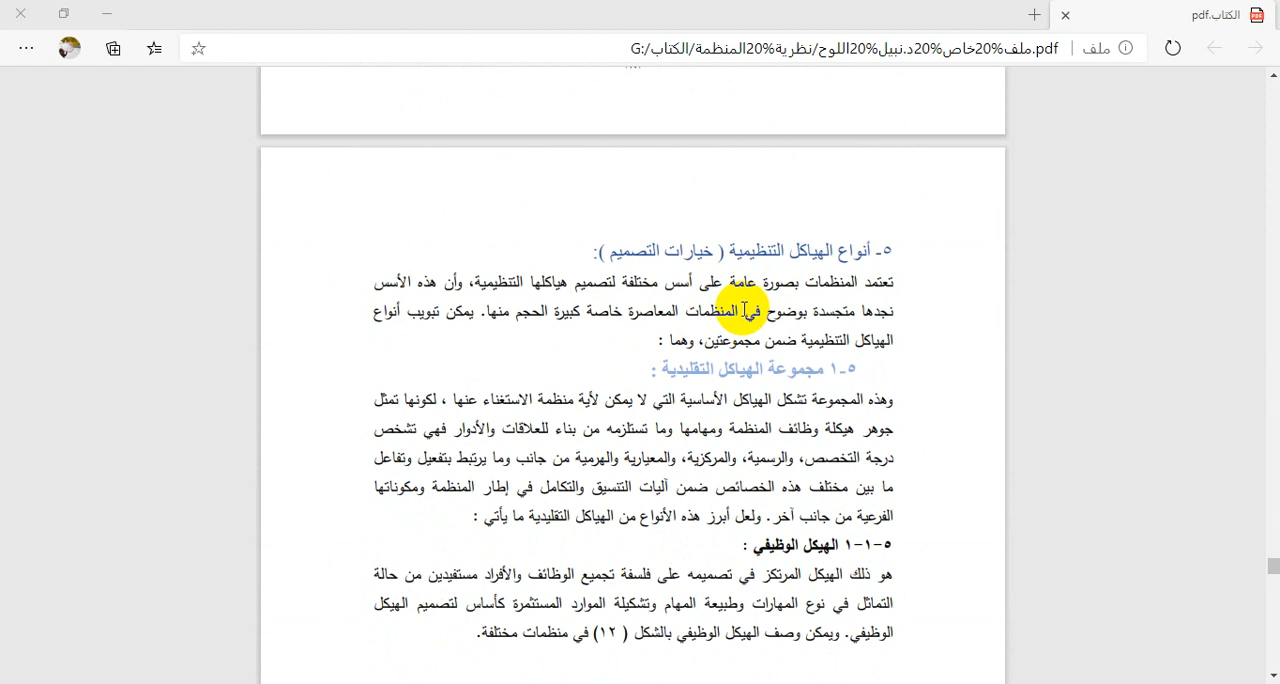 الكتاب.pdf
ملف
G:/ملف%20خاص%20د.نبيل%20اللوح/نظرية%20المنظمة/الكتاب.pdf
٥- أنواع الهياكل التنظيمية ( خيارات التصميم ):
تعتمد المنظمات بصورة عامة على أسس مختلفة لتصميم هياكلها التنظيمية، وأن هذه الأسس
نجدها متجسدة بوضوح في المنظمات المعاصرة خاصة كبيرة الحجم منها. يمكن تبويب أنواع
الهياكل التنظيمية ضمن مجموعتين، وهما :
٥-١ مجموعة الهياكل التقليدية :
وهذه المجموعة تشكل الهياكل الأساسية التي لا يمكن لأية منظمة الاستغناء عنها ، لكونها تمثل
جوهر هيكلة وظائف المنظمة ومهامها وما تستلزمه من بناء للعلاقات والأدوار فهي تشخص
درجة التخصص، والرسمية، والمركزية، والمعيارية والهرمية من جانب وما يرتبط بتفعيل وتفاعل
ما بين مختلف هذه الخصائص ضمن آليات التنسيق والتكامل في إطار المنظمة ومكوناتها
الفرعية من جانب آخر. ولعل أبرز هذه الأنواع من الهياكل التقليدية ما يأتي :
٥-١-١ الهيكل الوظيفي :
هو ذلك الهيكل المرتكز في تصميمه على فلسفة تجميع الوظائف والأفراد مستفيدين من حالة
التماثل في نوع المهارات وطبيعة المهام وتشكيلة الموارد المستثمرة كأساس لتصميم الهيكل
الوظيفي. ويمكن وصف الهيكل الوظيفي بالشكل ( ١٢) في منظمات مختلفة.